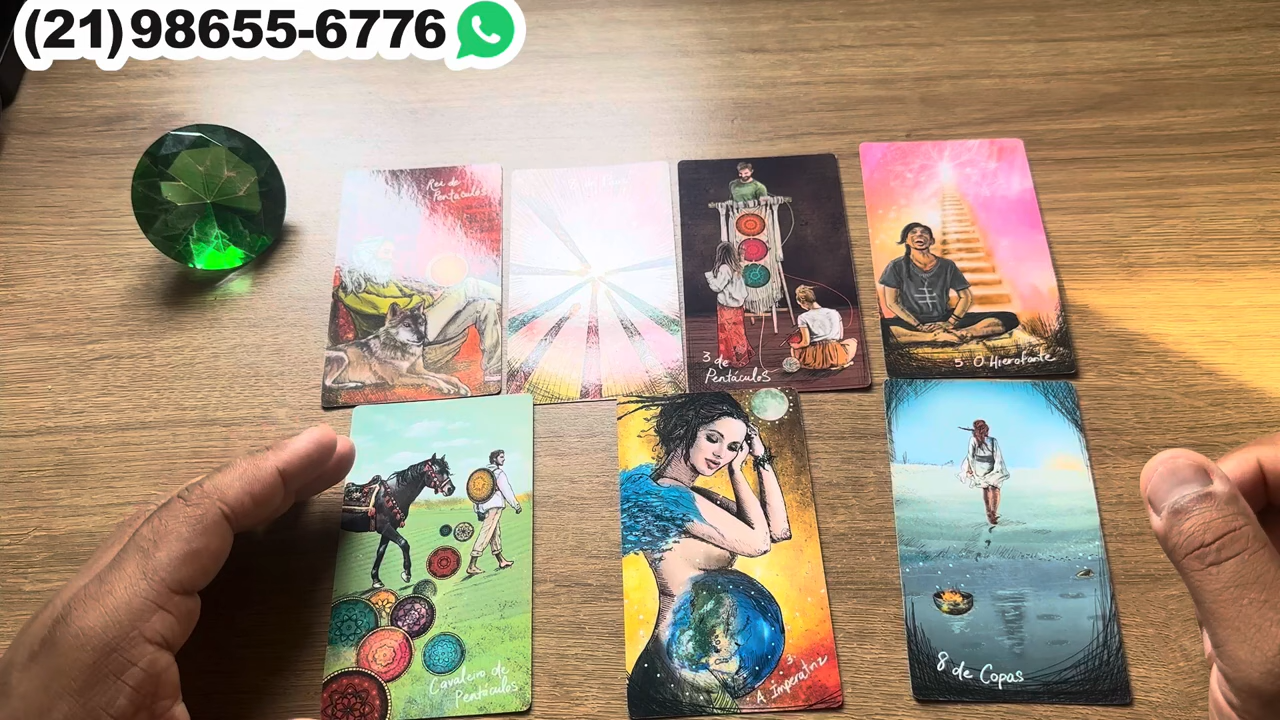 (21)98655-6776
Rei de
Pentáculos
3 de
Pentáculos
5. O Hierofante
Cavaleiro de
Pentáculos
3.
A Imperatriz
8 de Copas